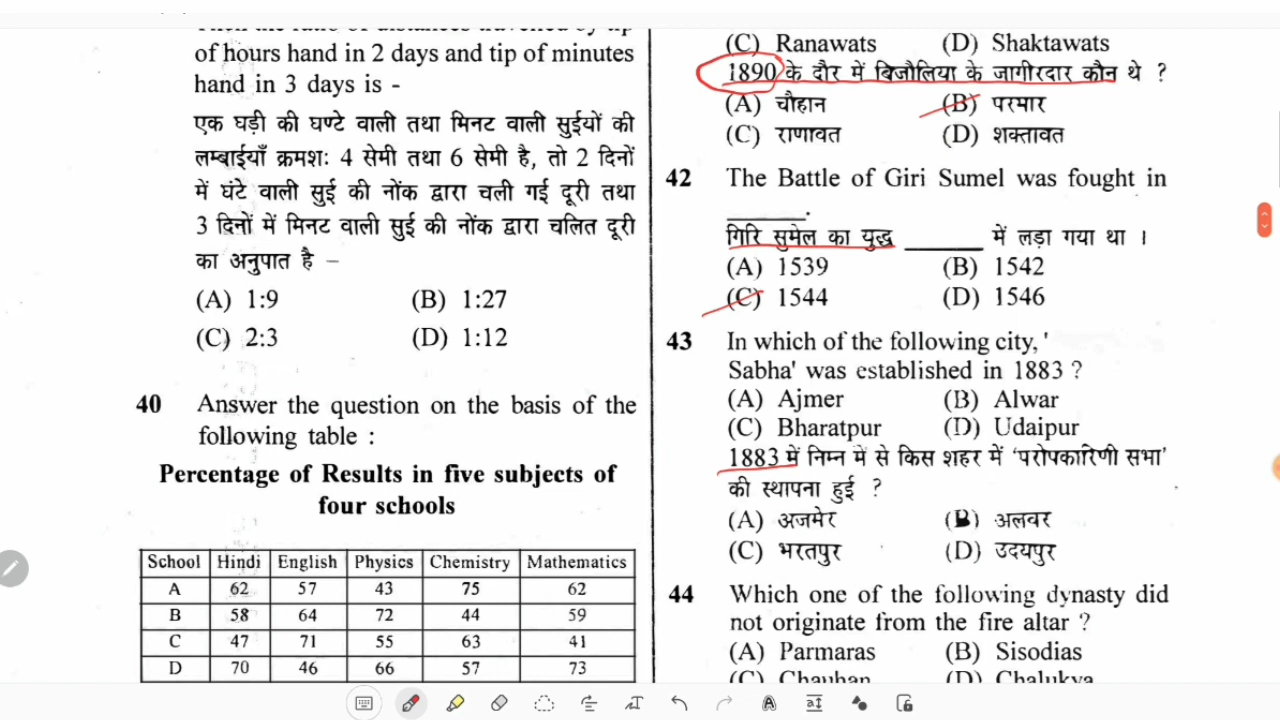 of hours hand in 2 days and tip of minutes
hand in 3 days is -
एक घड़ी की घण्टे वाली तथा मिनट वाली सुईयों की
लम्बाईयाँ क्रमशः 4 सेमी तथा 6 सेमी है, तो 2 दिनों
में घंटे वाली सुई की नोंक द्वारा चली गई दूरी तथा
3 दिनों में मिनट वाली सुई की नोंक द्वारा चलित दूरी
का अनुपात है –
(A) 1:9 (B) 1:27
(C) 2:3 (D) 1:12
40 Answer the question on the basis of the
following table :
Percentage of Results in five subjects of
four schools
School Hindi English Physics Chemistry Mathematics
A 62 57 43 75 62
B 58 64 72 44 59
C 47 71 55 63 41
D 70 46 66 57 73
(C) Ranawats (D) Shaktawats
1890 के दौर में बिजौलिया के जागीरदार कौन थे ?
(A) चौहान (B) परमार
(C) राणावत (D) शक्तावत
42 The Battle of Giri Sumel was fought in
______.
गिरि सुमेल का युद्ध ______ में लड़ा गया था ।
(A) 1539 (B) 1542
(C) 1544 (D) 1546
43 In which of the following city, '
Sabha' was established in 1883 ?
(A) Ajmer (B) Alwar
(C) Bharatpur (D) Udaipur
1883 में निम्न में से किस शहर में 'परोपकारिणी सभा'
की स्थापना हुई ?
(A) अजमेर (B) अलवर
(C) भरतपुर (D) उदयपुर
44 Which one of the following dynasty did
not originate from the fire altar ?
(A) Parmaras (B) Sisodias
(C) Chauhan (D) Chalukya